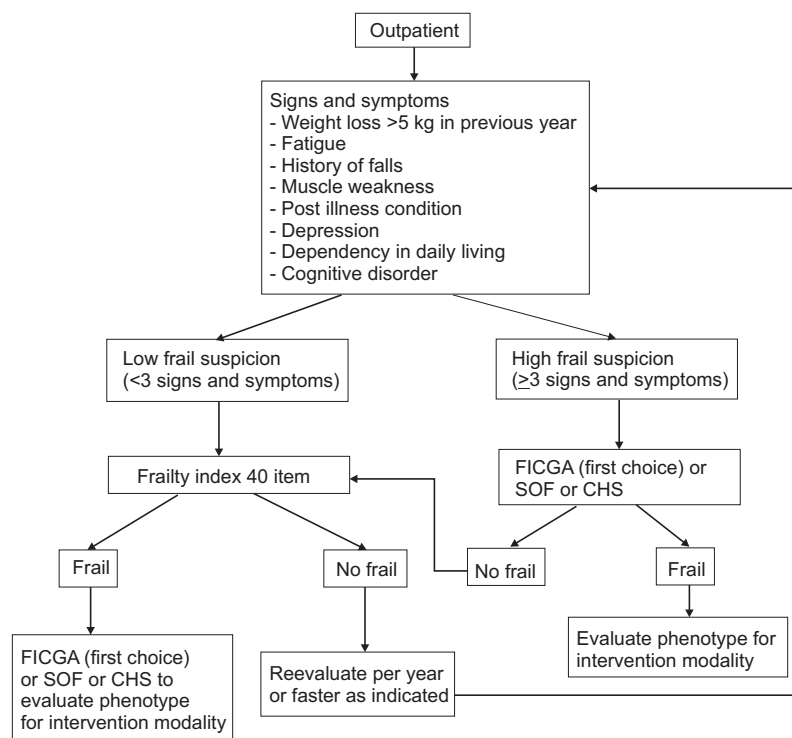 Outpatient
Signs and symptoms
- Weight loss >5 kg in previous year
- Fatigue
- History of falls
- Muscle weakness
- Post illness condition
- Depression
- Dependency in daily living
- Cognitive disorder
Low frail suspicion
(<3 signs and symptoms)
High frail suspicion
(≥3 signs and symptoms)
Frailty index 40 item
FICGA (first choice) or
SOF or CHS
Frail
No frail
No frail
Frail
FICGA (first choice)
or SOF or CHS to
evaluate phenotype
for intervention modality
Reevaluate per year
or faster as indicated
Evaluate phenotype for
intervention modality